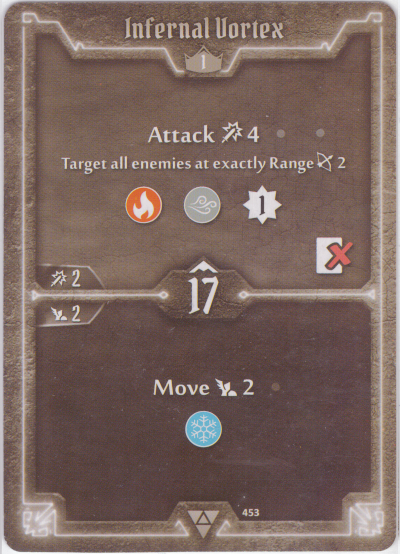 Infernal Vortex
1
Attack 4
Target all enemies at exactly Range 2
1
2
17
2
Move 2
453